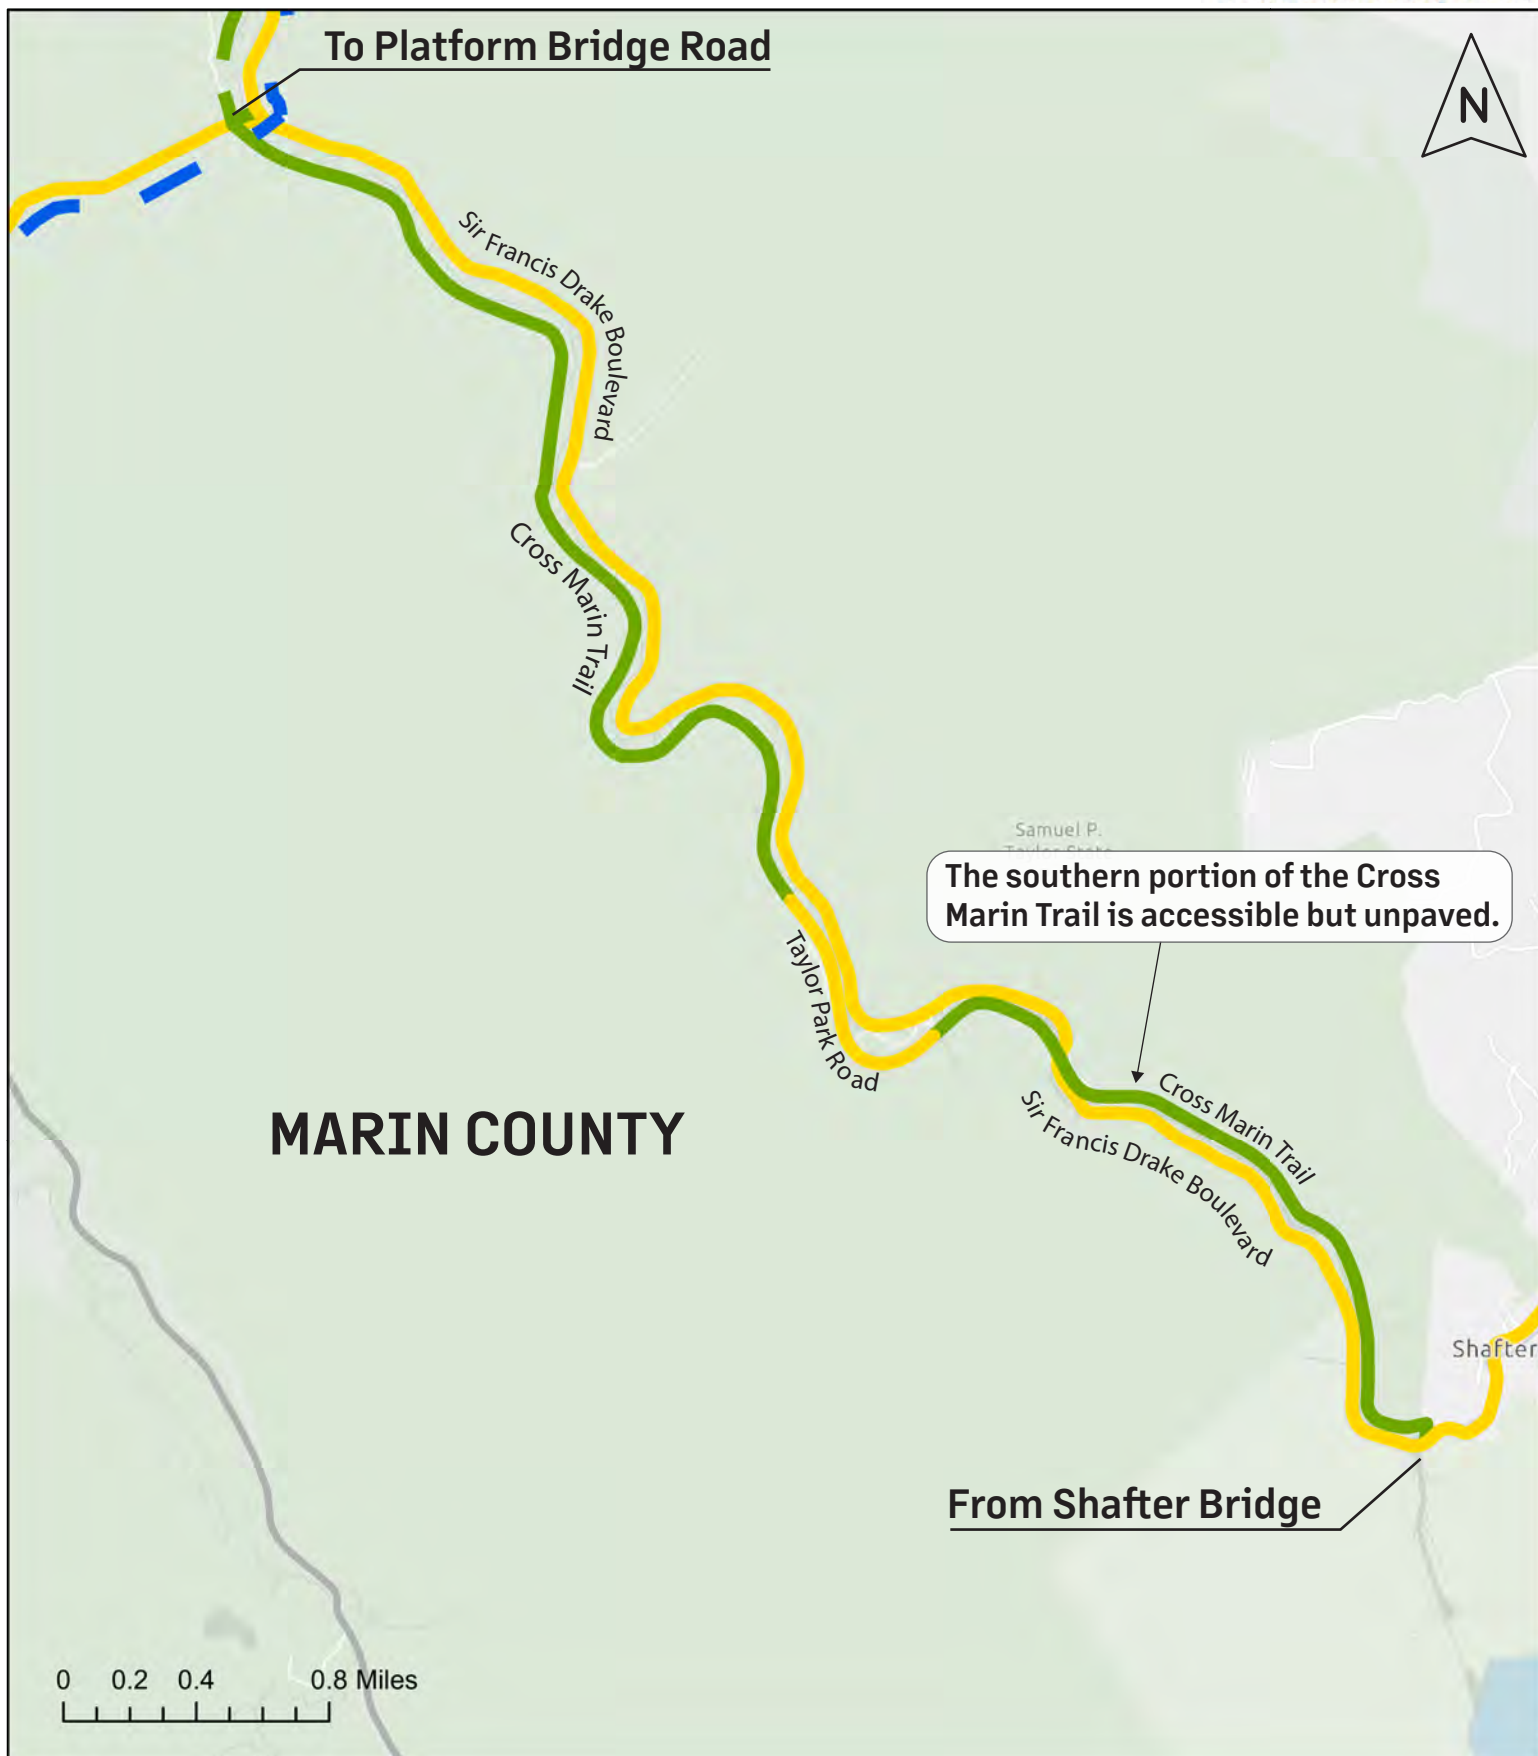 To Platform Bridge Road
N
Sir Francis Drake Boulevard
Cross Marin Trail
Samuel P.
Taylor State
The southern portion of the Cross
Marin Trail is accessible but unpaved.
Taylor Park Road
Cross Marin Trail
Sir Francis Drake Boulevard
MARIN COUNTY
Shafter
From Shafter Bridge
0 0.2 0.4 0.8 Miles